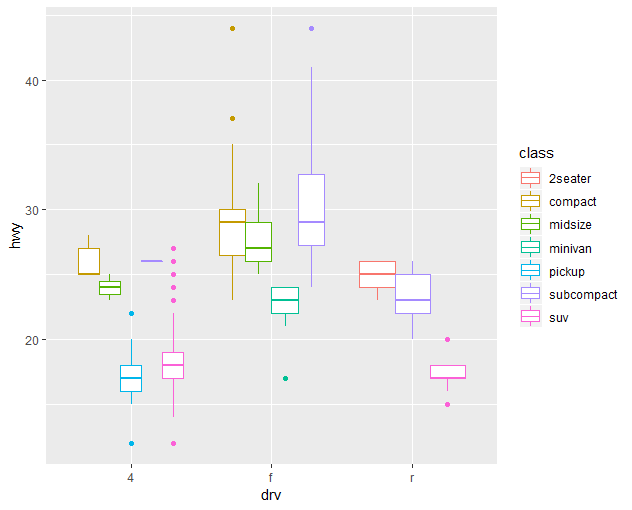 hwy
40
30
20
4
f
r
drv
class
2seater
compact
midsize
minivan
pickup
subcompact
suv